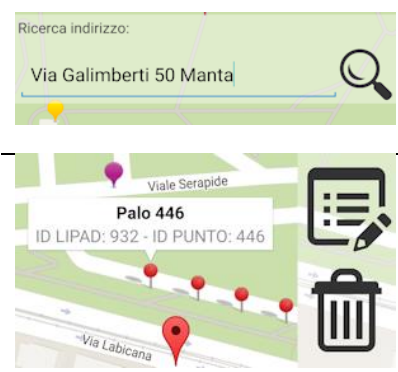 Ricerca indirizzo:
Via Galimberti 50 Manta
Viale Serapide
Palo 446
ID LIPAD: 932 - ID PUNTO: 446
Via Labicana